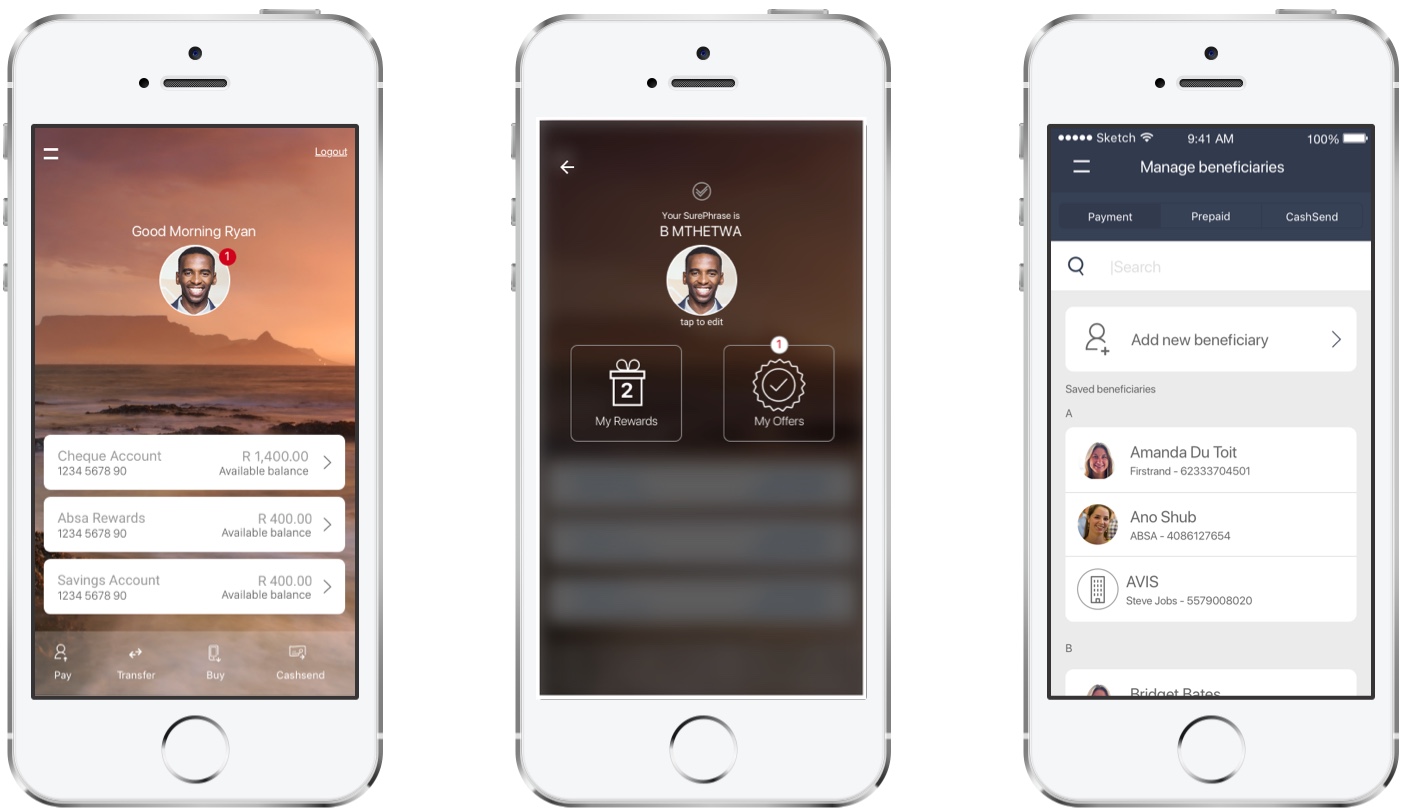 Logout
Good Morning Ryan
1
Cheque Account R 1,400.00
1234 5678 90 Available balance
Absa Rewards R 400.00
1234 5678 90 Available balance
Savings Account R 400.00
1234 5678 90 Available balance
Pay Transfer Buy Cashsend
Your SurePhrase is
B MTHETWA
tap to edit
1
2
My Rewards My Offers
Sketch 9:41 AM 100%
Manage beneficiaries
Payment Prepaid CashSend
Search
Add new beneficiary
Saved beneficiaries
A
Amanda Du Toit
Firstrand - 62333704501
Ano Shub
ABSA - 4086127654
AVIS
Steve Jobs - 5579008020
B
Bridget Bates